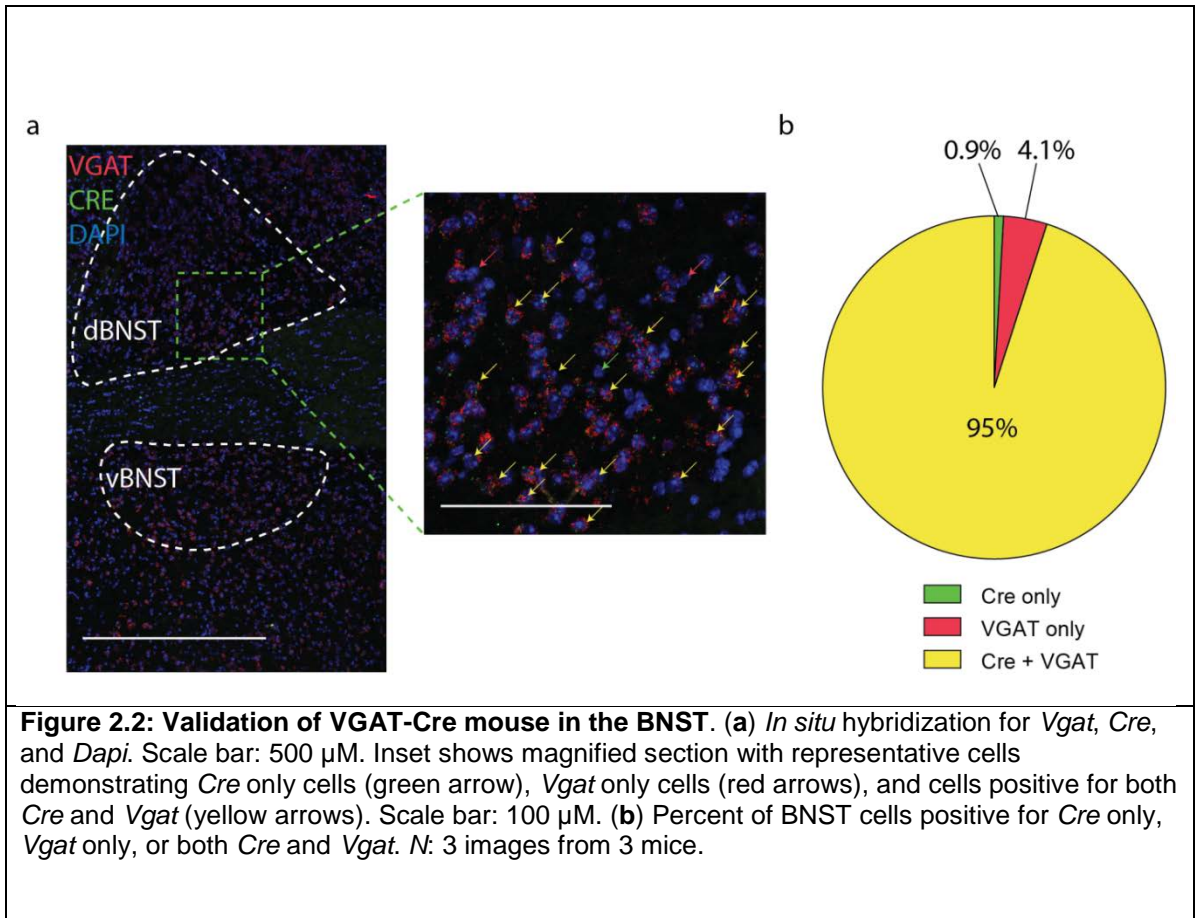 a
b
VGAT
CRE
DAPI
dBNST
vBNST
0.9% 4.1%
95%
Cre only
VGAT only
Cre + VGAT
Figure 2.2: Validation of VGAT-Cre mouse in the BNST. (a) In situ hybridization for Vgat, Cre,
and Dapi. Scale bar: 500 µM. Inset shows magnified section with representative cells
demonstrating Cre only cells (green arrow), Vgat only cells (red arrows), and cells positive for both
Cre and Vgat (yellow arrows). Scale bar: 100 µM. (b) Percent of BNST cells positive for Cre only,
Vgat only, or both Cre and Vgat. N: 3 images from 3 mice.